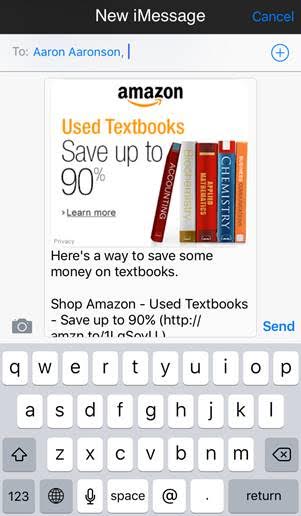 New iMessage
Cancel
To: Aaron Aaronson,
amazon
Used Textbooks
Save up to
90%
› Learn more
ACCOUNTING
Biochemistry
APPLIED
MATHEMATICS
CHEMISTRY
Privacy
Here's a way to save some
money on textbooks.
Shop Amazon - Used Textbooks
- Save up to 90% (http://
Send
q w e r t y u i o p
a s d f g h j k l
z x c v b n m
123 space @ . return